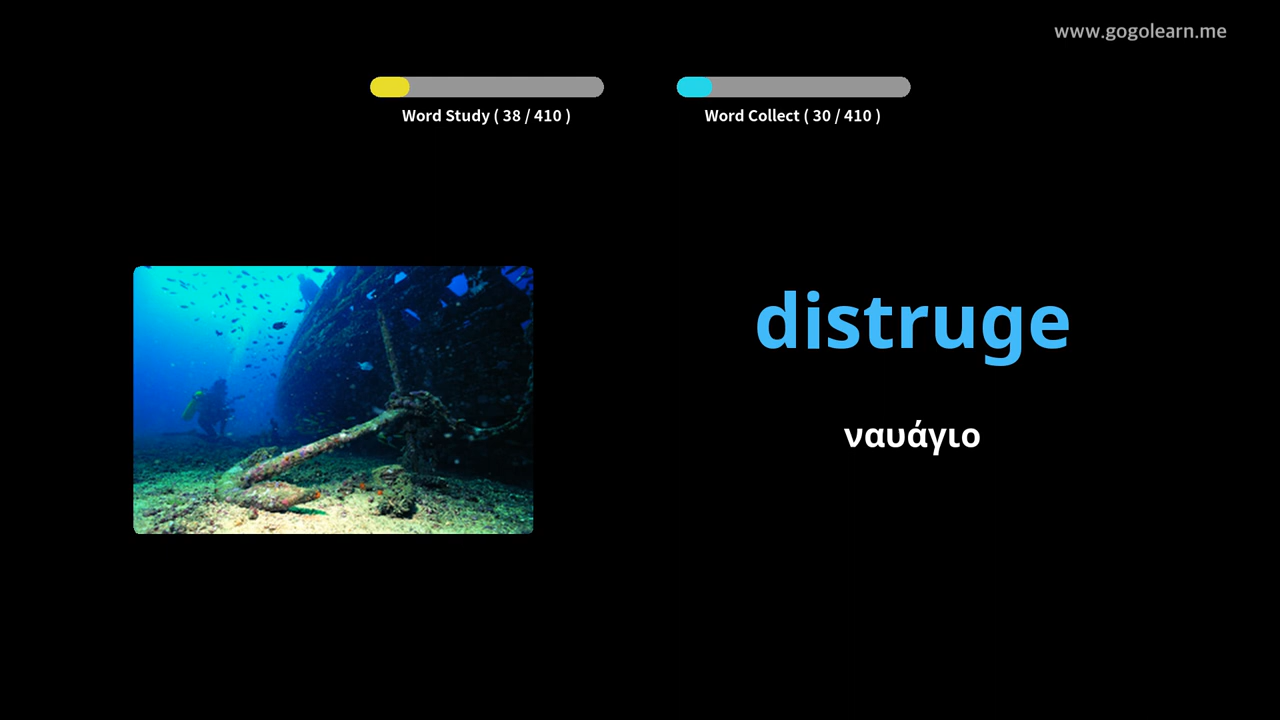 www.gogolearn.me
Word Study ( 38 / 410 )
Word Collect ( 30 / 410 )
distruge
ναυάγιο